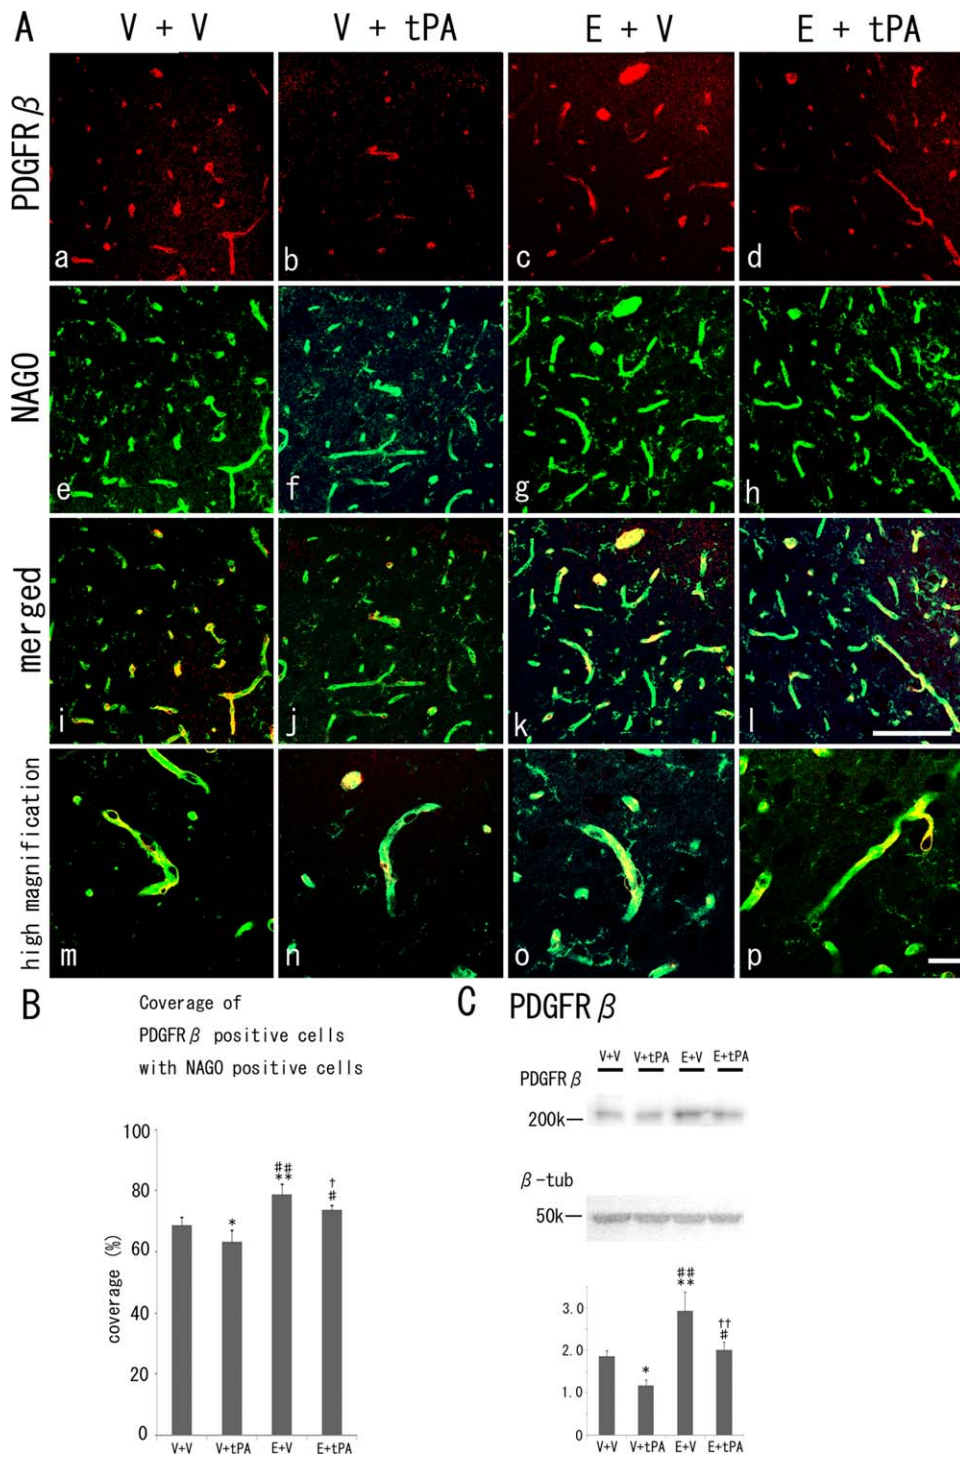 A
V + V
V + tPA
E + V
E + tPA
PDGFRβ
a
b
c
d
NAGO
e
f
g
h
merged
i
j
k
l
high magnification
m
n
o
p
B
Coverage of
PDGFRβ positive cells
with NAGO positive cells
coverage (%)
100
80
60
40
20
0
*
##
**
†
#
V+V
V+tPA
E+V
E+tPA
C
PDGFRβ
V+V
V+tPA
E+V
E+tPA
PDGFRβ
200k—
β-tub
50k—
3.0
2.0
1.0
0
*
##
**
††
#
V+V
V+tPA
E+V
E+tPA